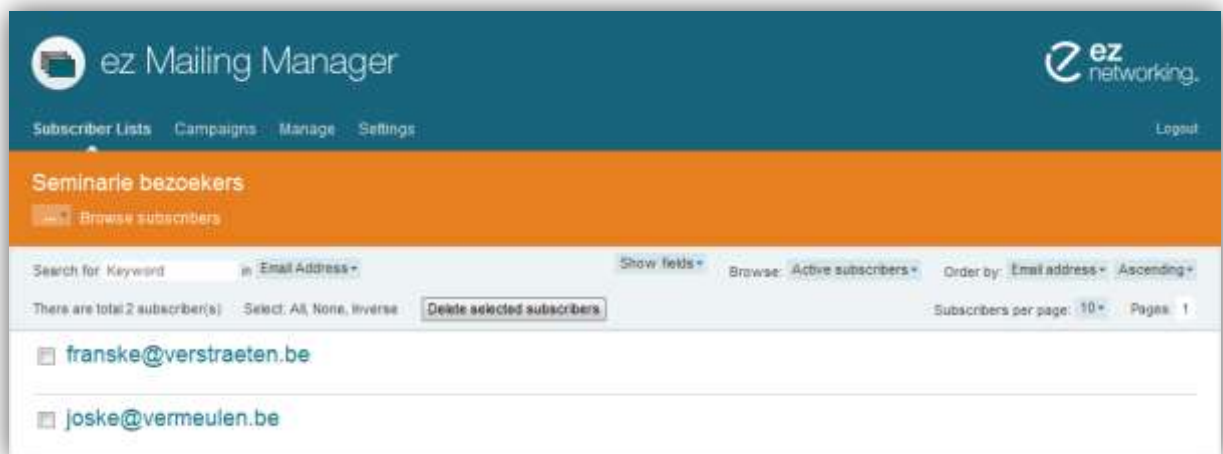 ez Mailing Manager
ez
networking.
Subscriber Lists Campaigns Manage Settings Logout
Seminarie bezoekers
... Browse subscribers
Search for Keyword in Email Address Show fields Browse: Active subscribers Order by: Email address Ascending
There are total 2 subscriber(s) Select: All, None, Inverse Delete selected subscribers Subscribers per page: 10 Pages: 1
franske@verstraeten.be
joske@vermeulen.be